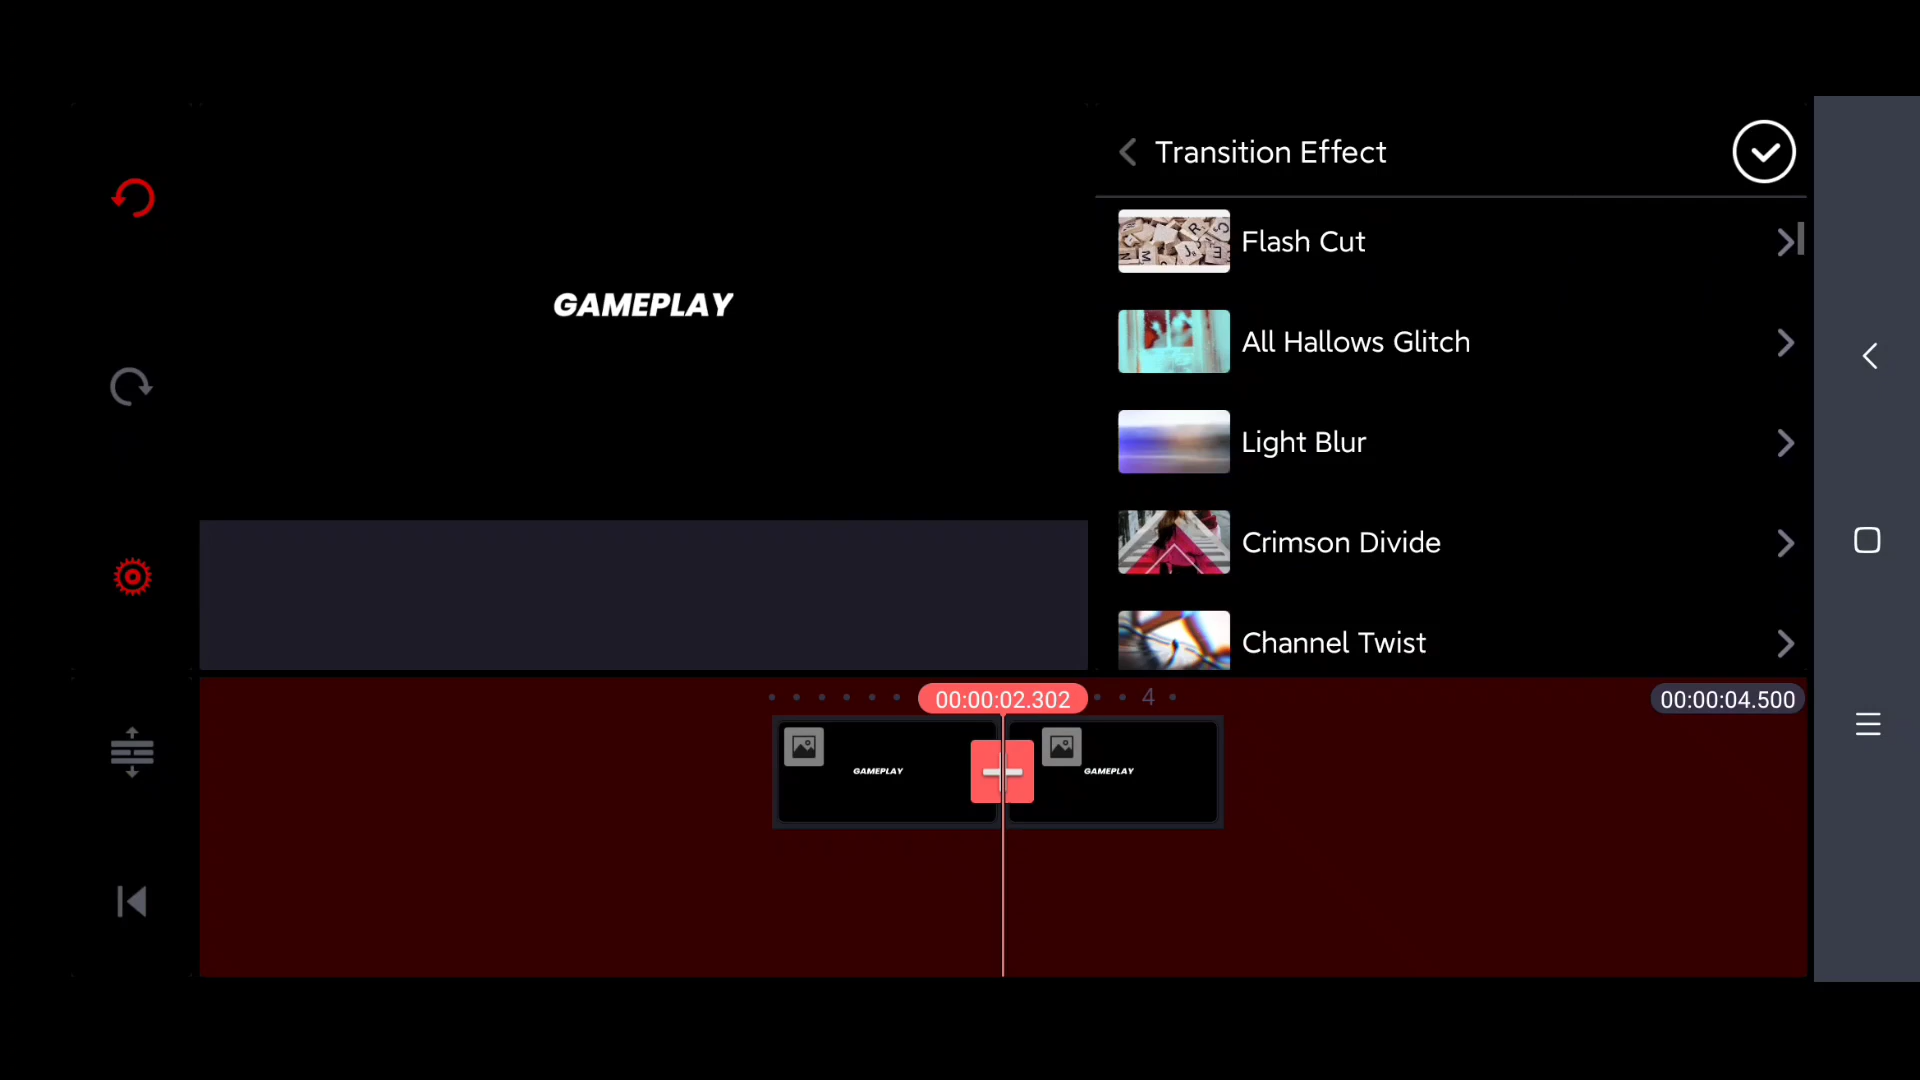 Transition Effect
Flash Cut
All Hallows Glitch
GAMEPLAY
Light Blur
Crimson Divide
Channel Twist
00:00:02.302
4
00:00:04.500
GAMEPLAY
GAMEPLAY